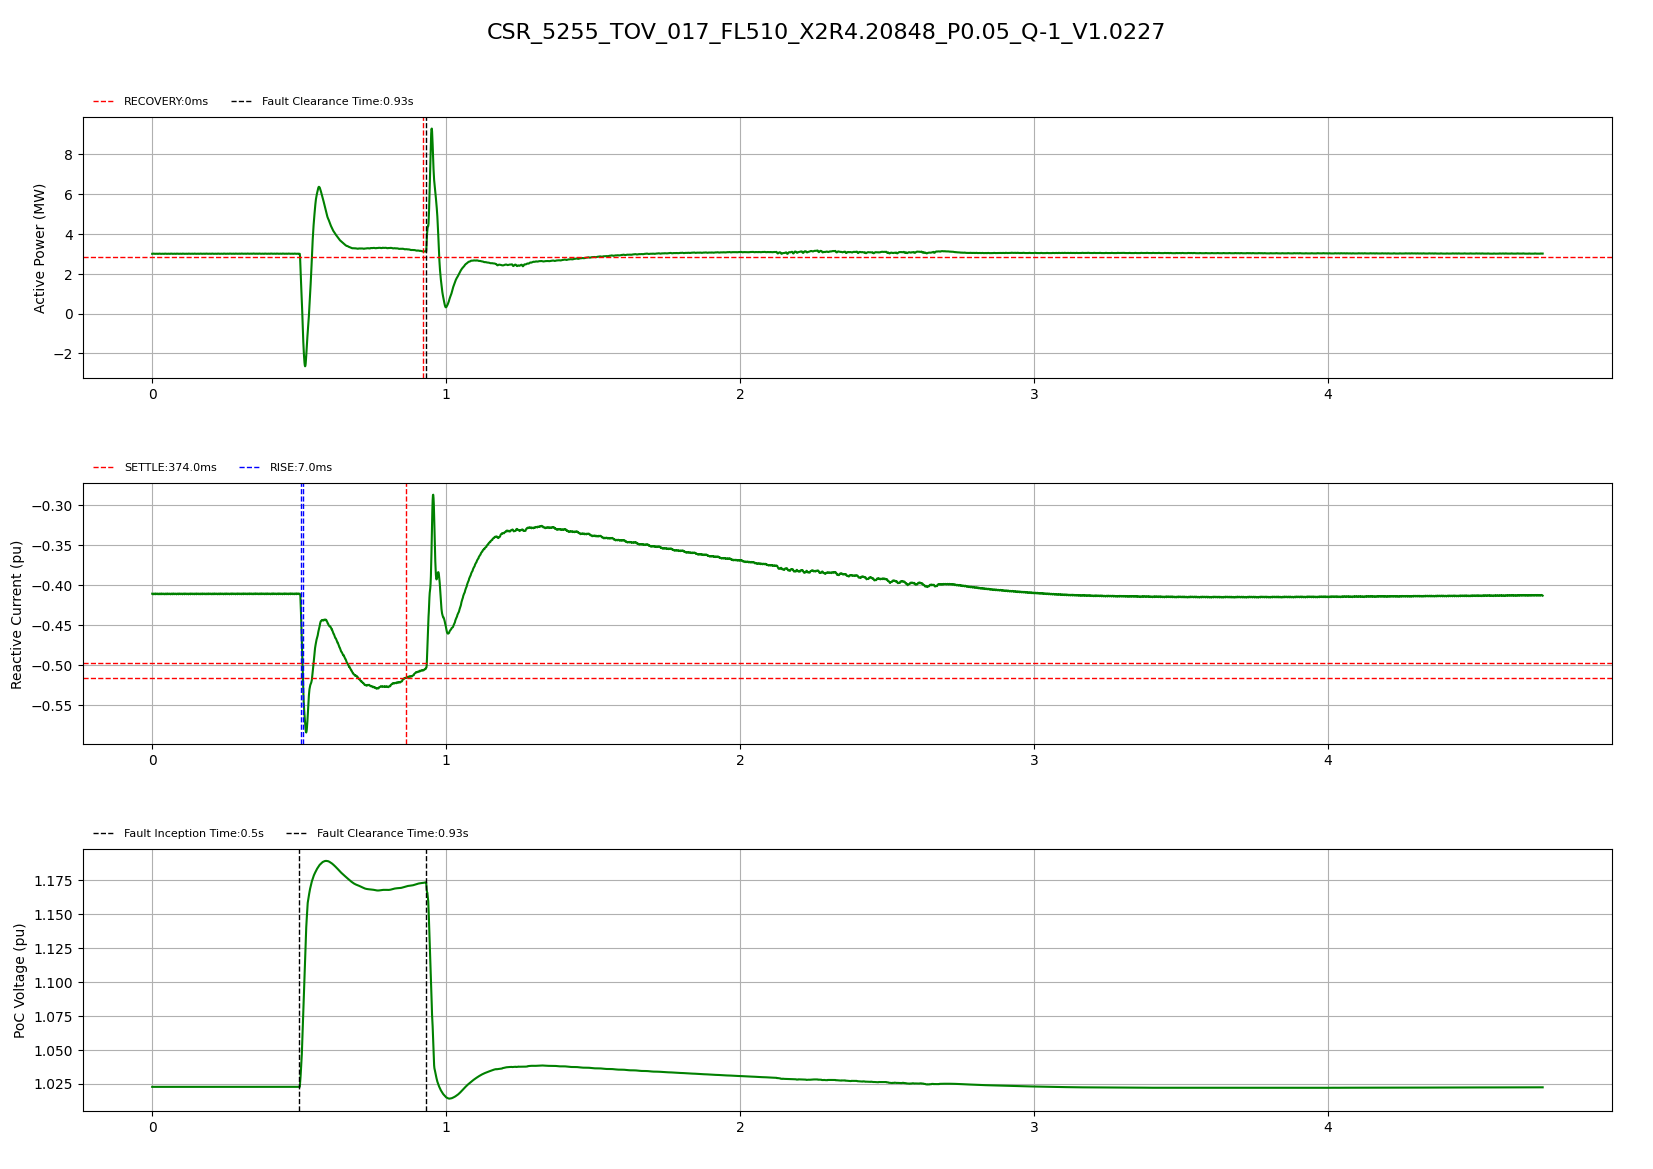 CSR_5255_TOV_017_FL510_X2R4.20848_P0.05_Q-1_V1.0227
RECOVERY:0ms Fault Clearance Time:0.93s
Active Power (MW)
8
6
4
2
0
−2
0 1 2 3 4
SETTLE:374.0ms RISE:7.0ms
Reactive Current (pu)
−0.30
−0.35
−0.40
−0.45
−0.50
−0.55
0 1 2 3 4
Fault Inception Time:0.5s Fault Clearance Time:0.93s
PoC Voltage (pu)
1.175
1.150
1.125
1.100
1.075
1.050
1.025
0 1 2 3 4